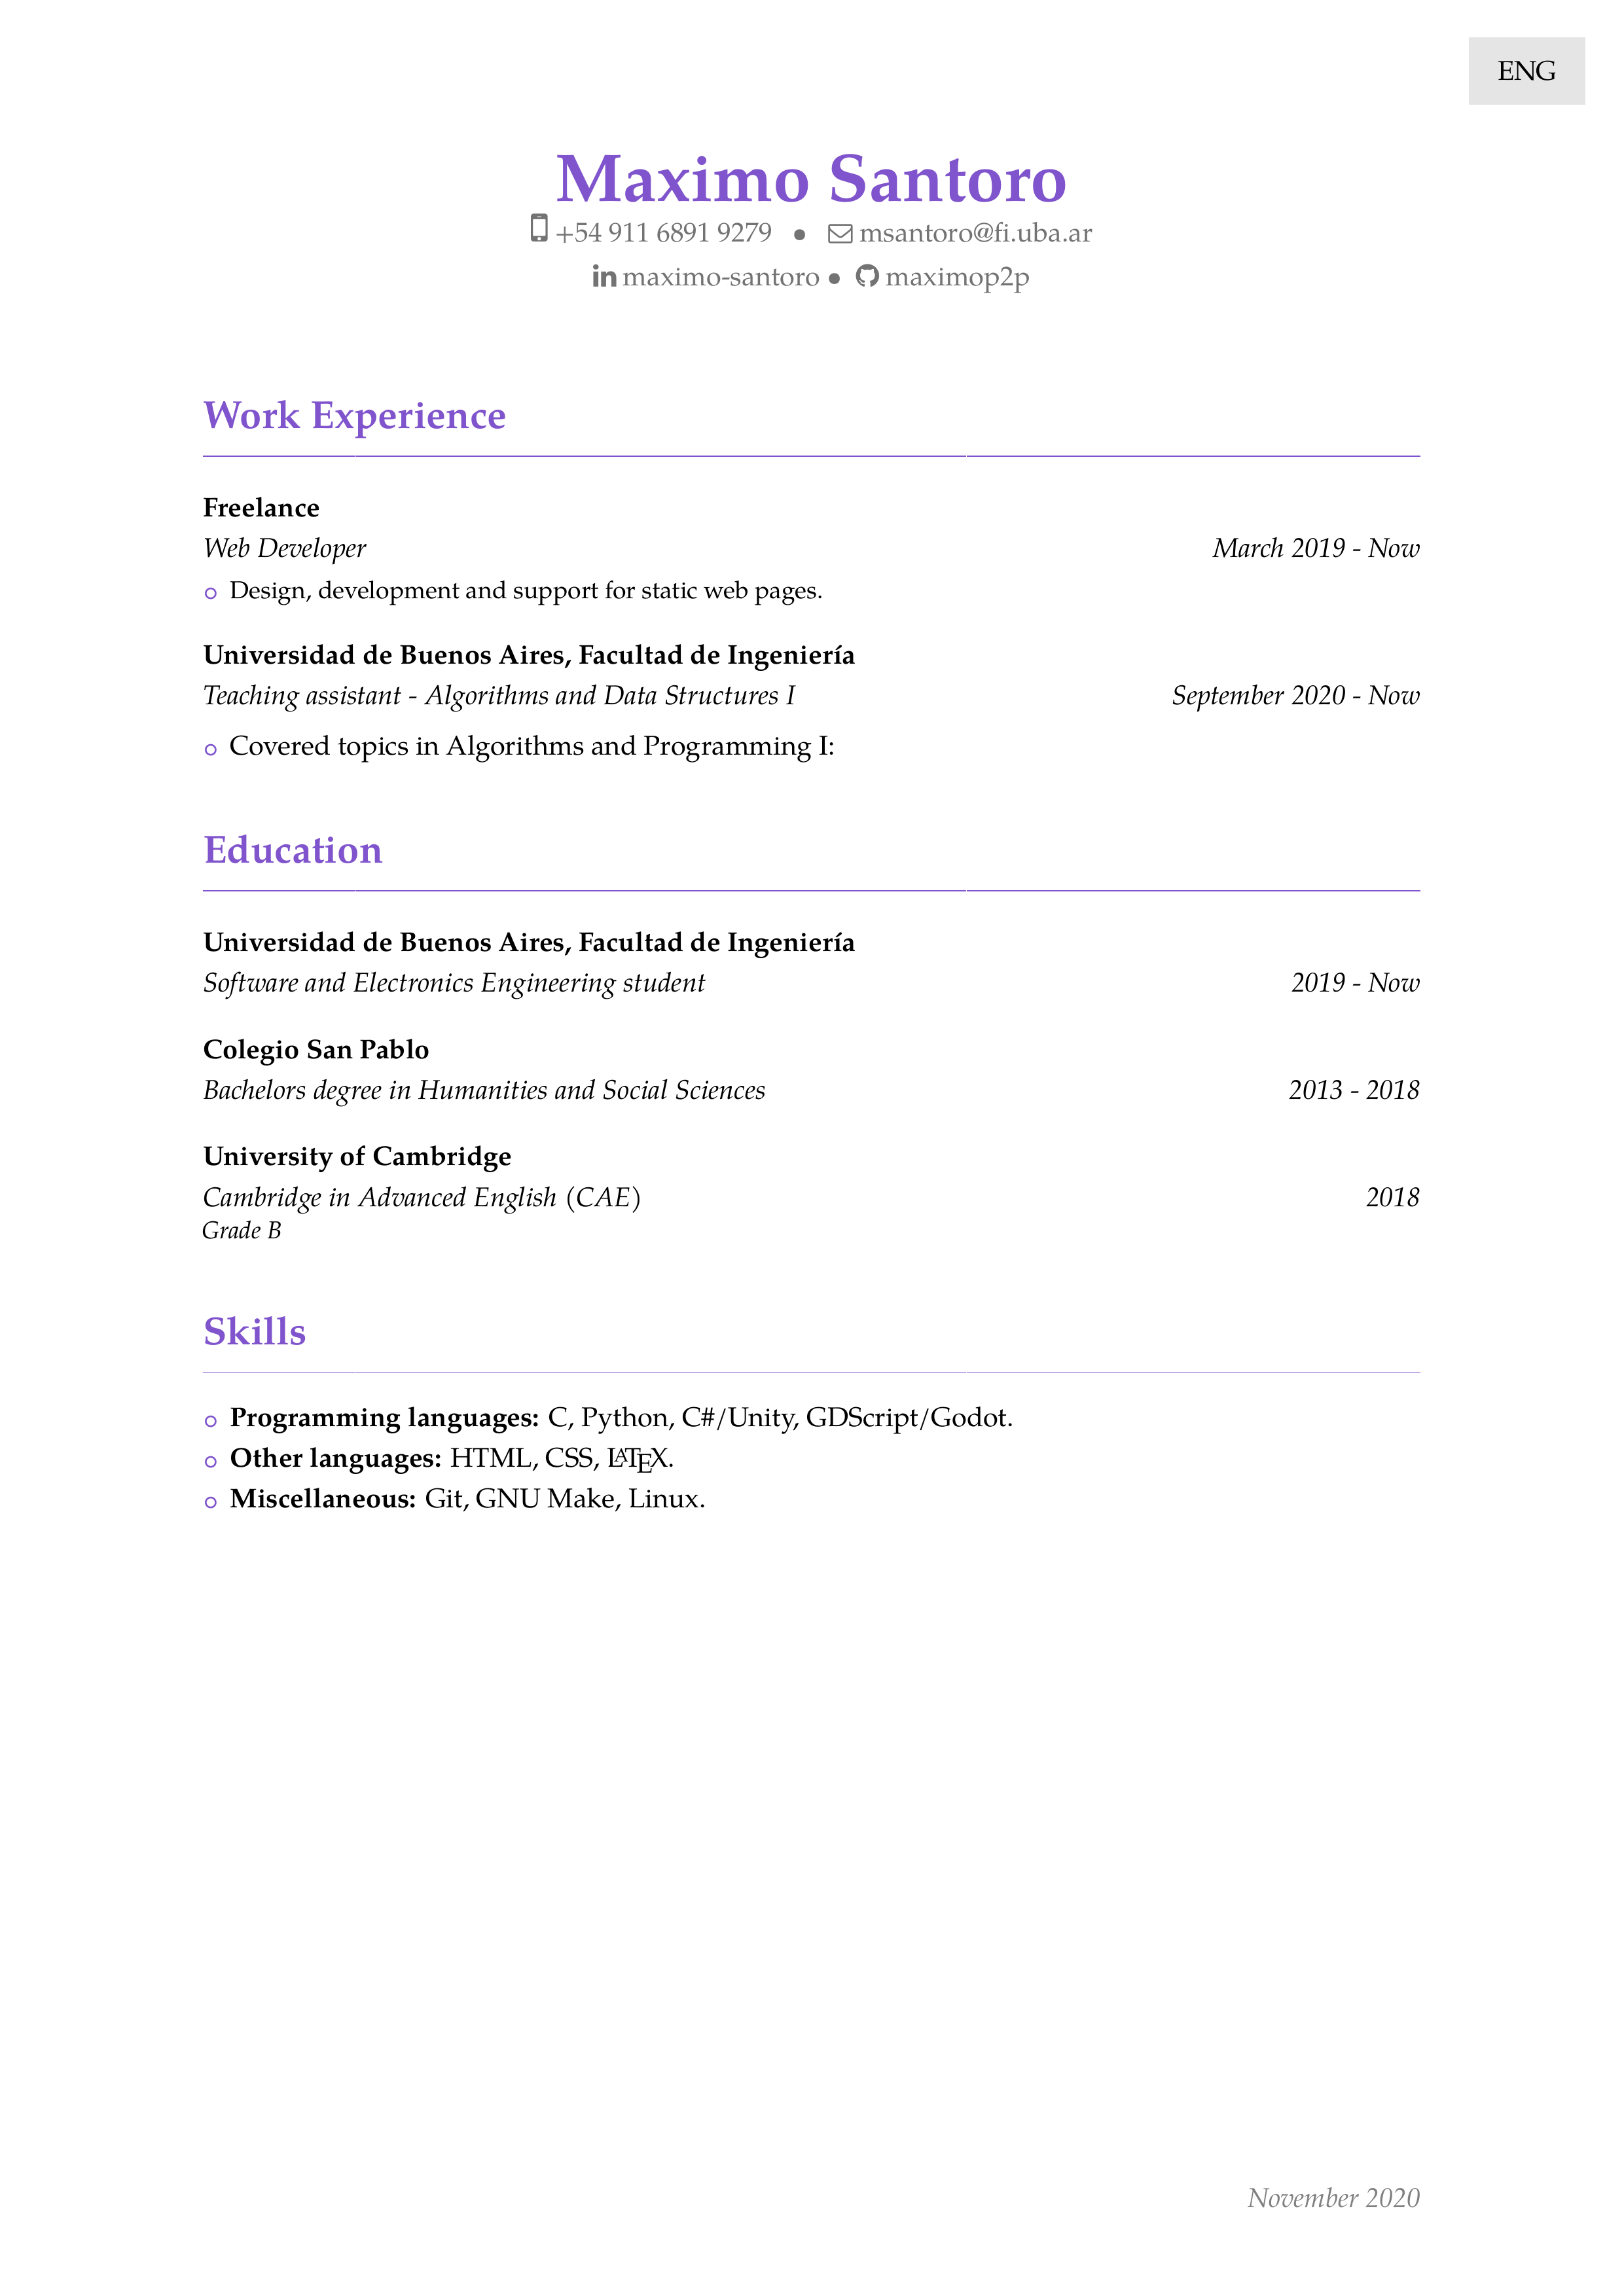 ENG
Maximo Santoro
+54 911 6891 9279 • msantoro@fi.uba.ar
maximo-santoro • maximop2p
Work Experience
Freelance
Web Developer March 2019 - Now
Design, development and support for static web pages.
Universidad de Buenos Aires, Facultad de Ingeniería
Teaching assistant - Algorithms and Data Structures I September 2020 - Now
Covered topics in Algorithms and Programming I:
Education
Universidad de Buenos Aires, Facultad de Ingeniería
Software and Electronics Engineering student 2019 - Now
Colegio San Pablo
Bachelors degree in Humanities and Social Sciences 2013 - 2018
University of Cambridge
Cambridge in Advanced English (CAE) 2018
Grade B
Skills
Programming languages: C, Python, C#/Unity, GDScript/Godot.
Other languages: HTML, CSS, LATEX.
Miscellaneous: Git, GNU Make, Linux.
November 2020